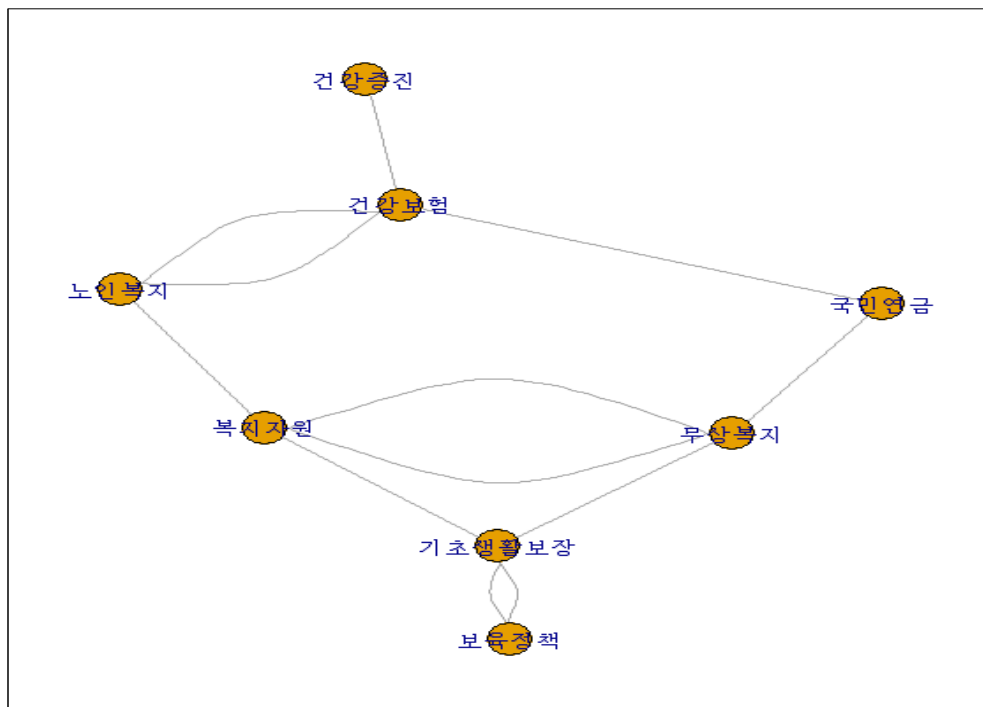 건강증진
건강보험
노인복지
국민연금
복지지원
무상복지
기초생활보장
보육정책